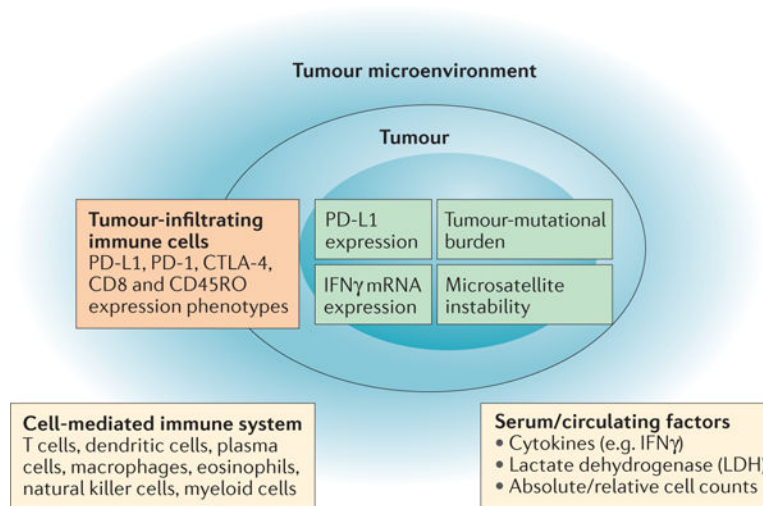 Tumour microenvironment
Tumour
Tumour-infiltrating
immune cells
PD-L1, PD-1, CTLA-4,
CD8 and CD45RO
expression phenotypes
PD-L1
expression
Tumour-mutational
burden
IFNγ mRNA
expression
Microsatellite
instability
Cell-mediated immune system
T cells, dendritic cells, plasma
cells, macrophages, eosinophils,
natural killer cells, myeloid cells
Serum/circulating factors
• Cytokines (e.g. IFNγ)
• Lactate dehydrogenase (LDH)
• Absolute/relative cell counts